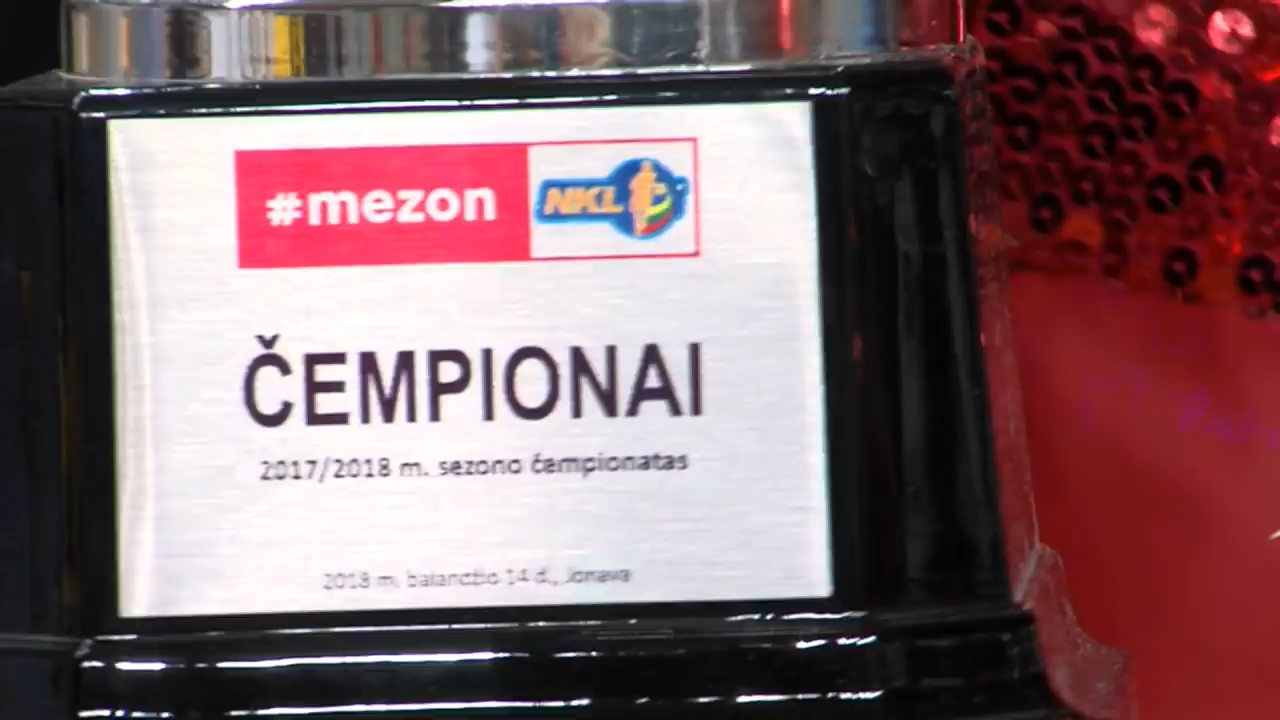 #mezon NKL
ČEMPIONAI
2017/2018 m. sezono čempionatas
2018 m. balandžio 14 d., Jonava